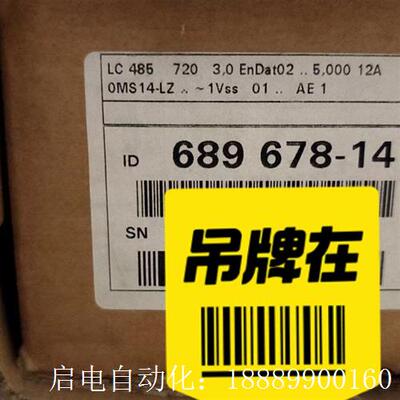 LC 485 720 3,0 EnDat02 .. 5,000 12A
0MS14-LZ .. ~1Vss 01 .. AE 1
ID 689 678-14
SN
吊牌在
启电自动化：18889900160